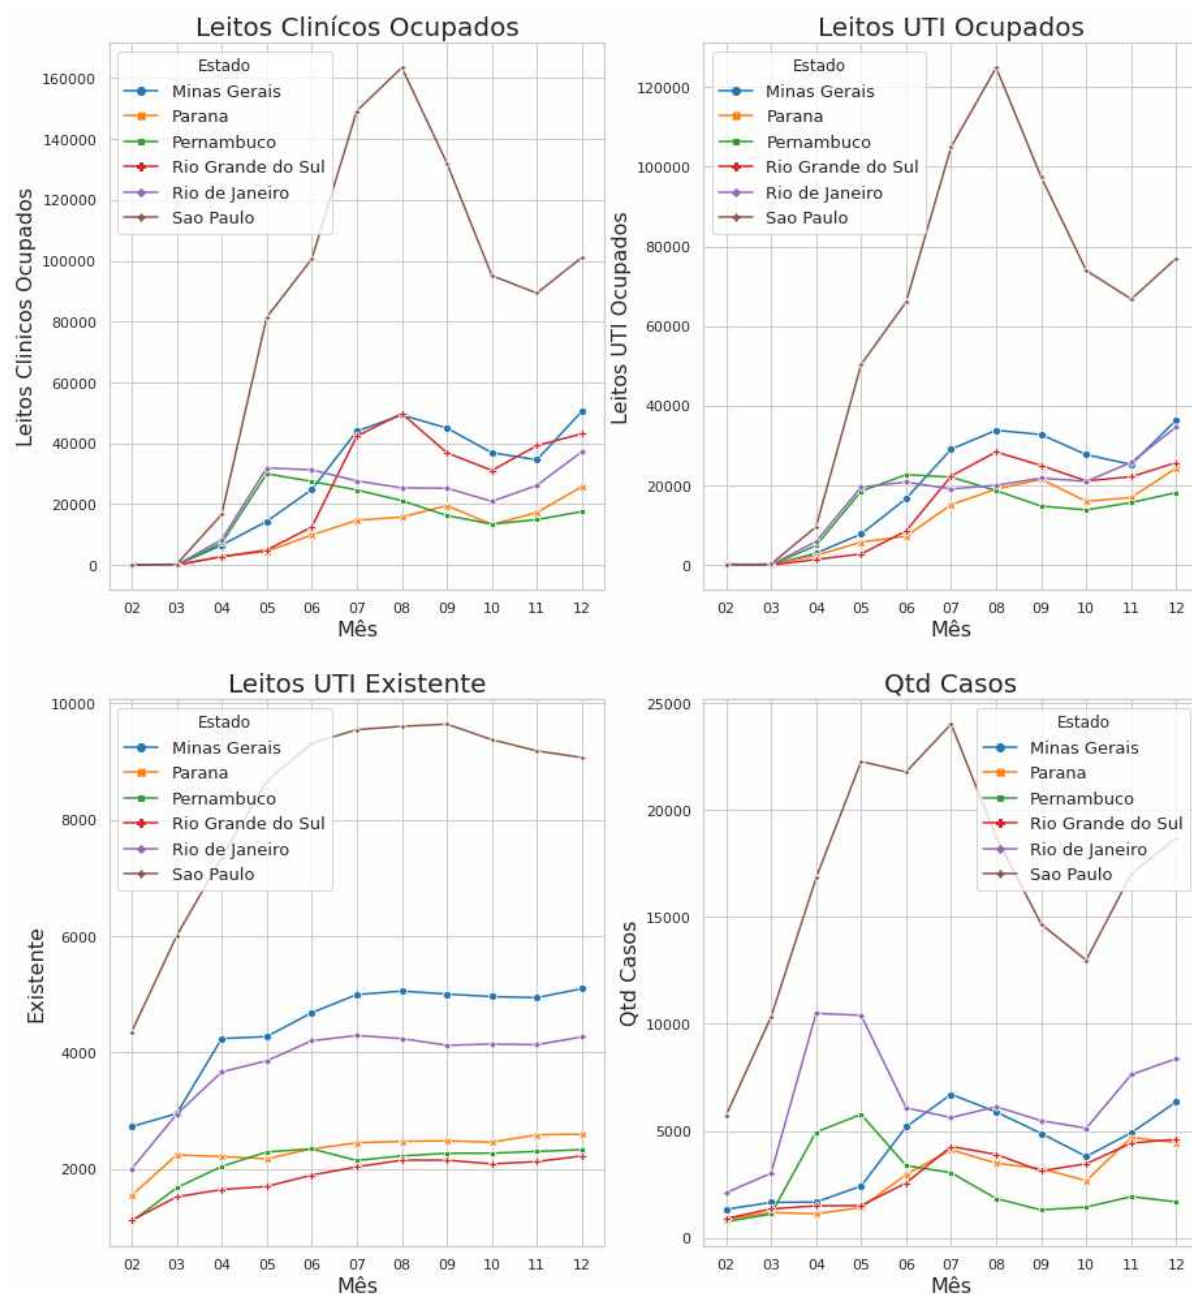 Leitos Clinícos Ocupados
Estado
Minas Gerais
Parana
Pernambuco
Rio Grande do Sul
Rio de Janeiro
Sao Paulo
Leitos Clinicos Ocupados
160000
140000
120000
100000
80000
60000
40000
20000
0
02 03 04 05 06 07 08 09 10 11 12
Mês
Leitos UTI Ocupados
Estado
Minas Gerais
Parana
Pernambuco
Rio Grande do Sul
Rio de Janeiro
Sao Paulo
Leitos UTI Ocupados
120000
100000
80000
60000
40000
20000
0
02 03 04 05 06 07 08 09 10 11 12
Mês
Leitos UTI Existente
Estado
Minas Gerais
Parana
Pernambuco
Rio Grande do Sul
Rio de Janeiro
Sao Paulo
Existente
10000
8000
6000
4000
2000
02 03 04 05 06 07 08 09 10 11 12
Mês
Qtd Casos
Estado
Minas Gerais
Parana
Pernambuco
Rio Grande do Sul
Rio de Janeiro
Sao Paulo
Qtd Casos
25000
20000
15000
10000
5000
0
02 03 04 05 06 07 08 09 10 11 12
Mês